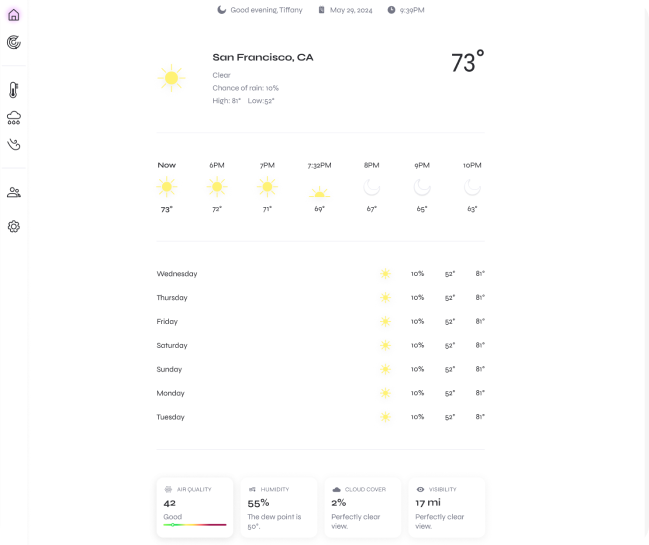 Good evening, Tiffany May 29, 2024 9:39PM
San Francisco, CA
73°
Clear
Chance of rain: 10%
High: 81° Low:52°
Now 6PM 7PM 7:32PM 8PM 9PM 10PM
73° 72° 71° 69° 67° 65° 63°
Wednesday 10% 52° 81°
Thursday 10% 52° 81°
Friday 10% 52° 81°
Saturday 10% 52° 81°
Sunday 10% 52° 81°
Monday 10% 52° 81°
Tuesday 10% 52° 81°
AIR QUALITY
42
Good
HUMIDITY
55%
The dew point is
50°.
CLOUD COVER
2%
Perfectly clear
view.
VISIBILITY
17 mi
Perfectly clear
view.